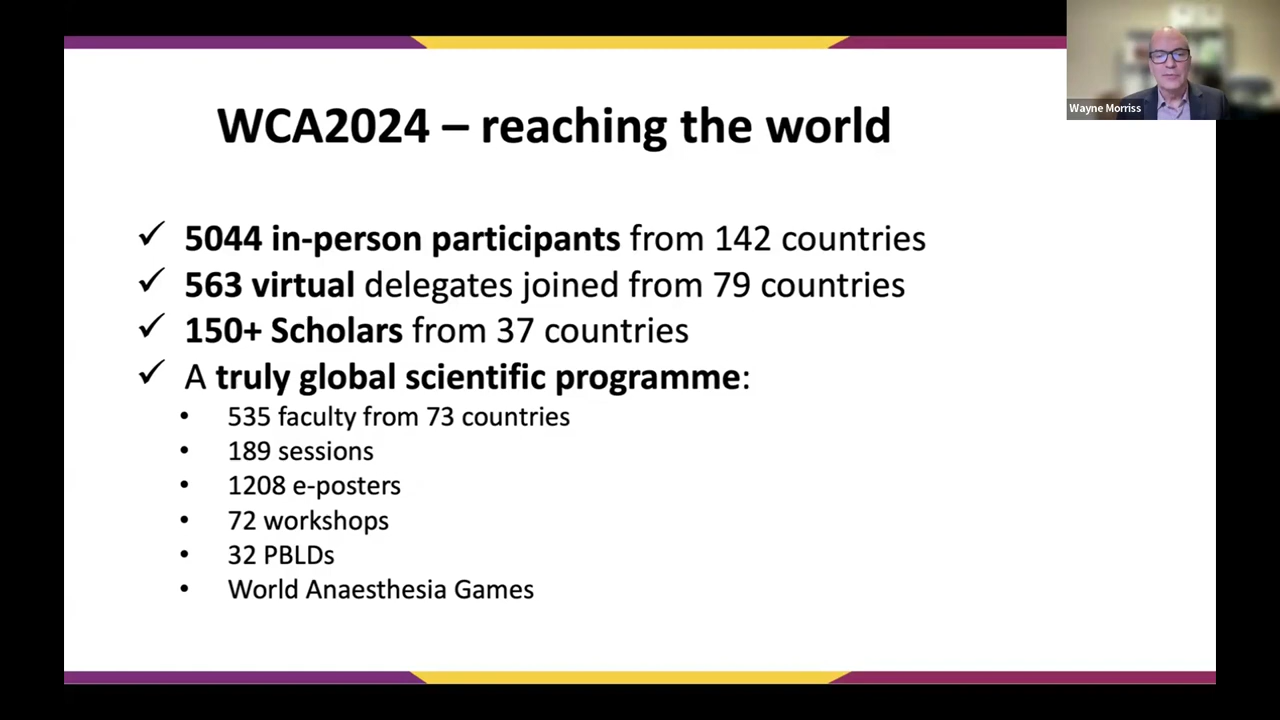 WCA2024 – reaching the world
Wayne Morriss
✓ 5044 in-person participants from 142 countries
✓ 563 virtual delegates joined from 79 countries
✓ 150+ Scholars from 37 countries
✓ A truly global scientific programme:
• 535 faculty from 73 countries
• 189 sessions
• 1208 e-posters
• 72 workshops
• 32 PBLDs
• World Anaesthesia Games